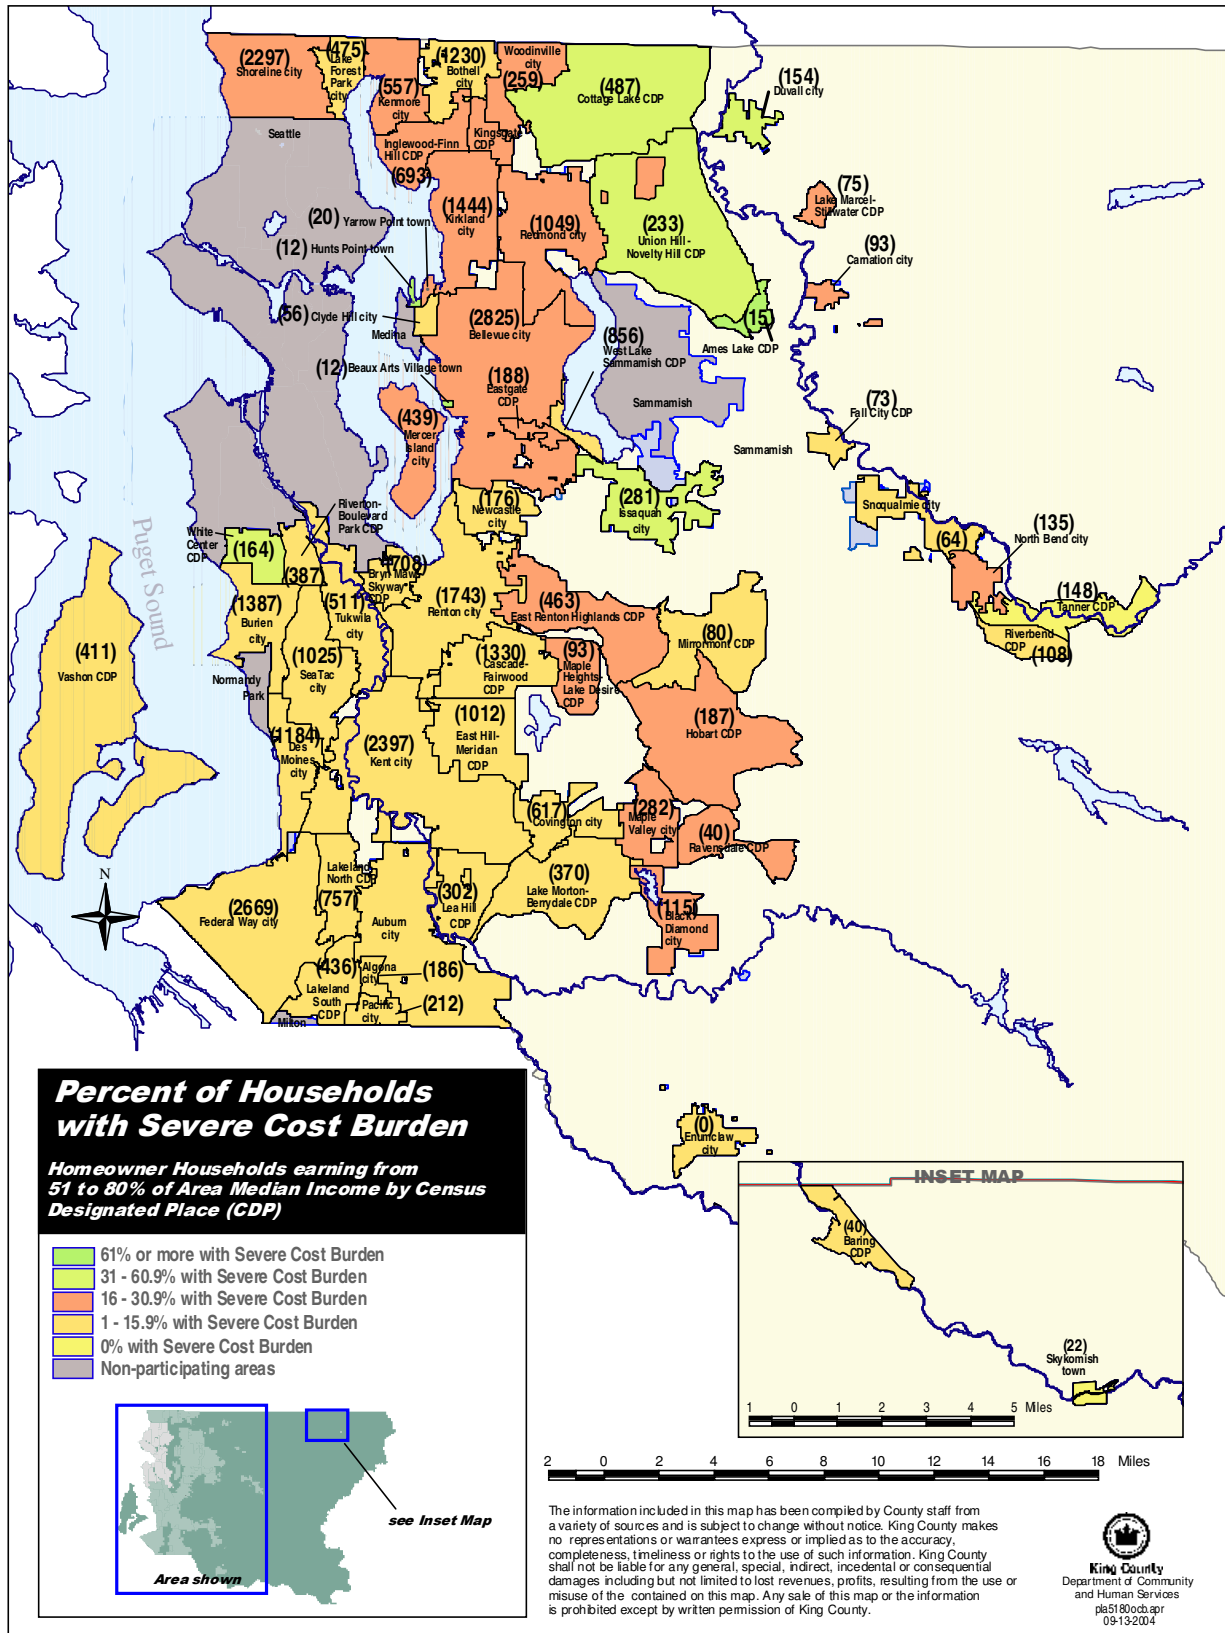 (2297)
Shoreline city
(475)
Lake
Forest
Park
city
(557)
Kenmore
city
(1230)
Bothell
city
Woodinville
city
(259)
(487)
Cottage Lake CDP
(154)
Duvall city
Seattle
Inglewood-Finn
Hill CDP
(693)
Kingsgate
CDP
(1444)
Kirkland
city
(1049)
Redmond city
(233)
Union Hill -
Novelty Hill CDP
(75)
Lake Marcel-
Stillwater CDP
(93)
Carnation city
(20) Yarrow Point town
(12) Hunts Point town
(56) Clyde Hill city
Medina
(2825)
Bellevue city
(856)
West Lake
Sammamish CDP
(15)
Ames Lake CDP
(12) Beaux Arts Village town
(188)
Eastgate
CDP
Sammamish
(439)
Mercer
Island
city
(73)
Fall City CDP
Sammamish
(176)
Newcastle
city
(281)
Issaquah
city
Snoqualmie city
(64)
(135)
North Bend city
Riverton-
Boulevard
Park CDP
White
Center
CDP
(164)
(387)
(708)
Bryn Mawr-
Skyway
CDP
(148)
Tanner CDP
Riverbend
CDP
(108)
Puget Sound
(1387)
Burien
city
(511)
Tukwila
city
(1743)
Renton city
(463)
East Renton Highlands CDP
(80)
Mirrormont CDP
(411)
Vashon CDP
(1025)
SeaTac
city
(1330)
Cascade-
Fairwood
CDP
(93)
Maple
Heights-
Lake Desire
CDP
Normandy
Park
(187)
Hobart CDP
(1184)
Des
Moines
city
(2397)
Kent city
(1012)
East Hill-
Meridian
CDP
(617)
Covington city
(282)
Maple
Valley city
(40)
Ravensdale CDP
N
Lakeland
North CDP
(757)
(302)
Lea Hill
CDP
(370)
Lake Morton-
Berrydale CDP
(115)
Black
Diamond
city
(2669)
Federal Way city
Auburn
city
(436)
Lakeland
South
CDP
Algona
city
(186)
Pacific
city
(212)
Milton
(0)
Enumclaw
city
Percent of Households
with Severe Cost Burden
Homeowner Households earning from
51 to 80% of Area Median Income by Census
Designated Place (CDP)
61% or more with Severe Cost Burden
31 - 60.9% with Severe Cost Burden
16 - 30.9% with Severe Cost Burden
1 - 15.9% with Severe Cost Burden
0% with Severe Cost Burden
Non-participating areas
see Inset Map
Area shown
INSET MAP
(40)
Baring
CDP
(22)
Skykomish
town
1 0 1 2 3 4 5 Miles
2 0 2 4 6 8 10 12 14 16 18 Miles
The information included in this map has been compiled by County staff from
a variety of sources and is subject to change without notice. King County makes
no representations or warrantees express or implied as to the accuracy,
completeness, timeliness or rights to the use of such information. King County
shall not be liable for any general, special, indirect, incedental or consequential
damages including but not limited to lost revenues, profits, resulting from the use or
misuse of the contained on this map. Any sale of this map or the information
is prohibited except by written permission of King County.
King County
Department of Community
and Human Services
pla5180ocb.apr
09-13-2004